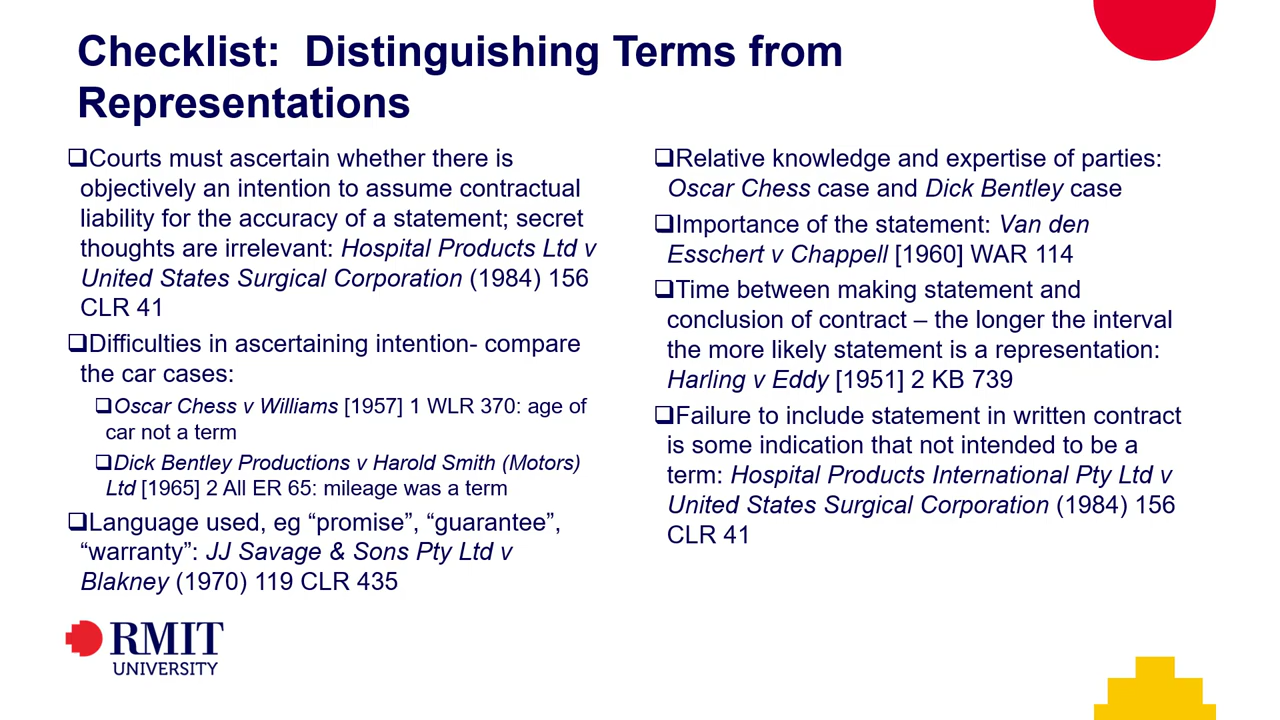 Checklist:  Distinguishing Terms from
Representations
❑Courts must ascertain whether there is
objectively an intention to assume contractual
liability for the accuracy of a statement; secret
thoughts are irrelevant: Hospital Products Ltd v
United States Surgical Corporation (1984) 156
CLR 41
❑Difficulties in ascertaining intention- compare
the car cases:
❑Oscar Chess v Williams [1957] 1 WLR 370: age of
car not a term
❑Dick Bentley Productions v Harold Smith (Motors)
Ltd [1965] 2 All ER 65: mileage was a term
❑Language used, eg “promise”, “guarantee”,
“warranty”: JJ Savage & Sons Pty Ltd v
Blakney (1970) 119 CLR 435
❑Relative knowledge and expertise of parties:
Oscar Chess case and Dick Bentley case
❑Importance of the statement: Van den
Esschert v Chappell [1960] WAR 114
❑Time between making statement and
conclusion of contract – the longer the interval
the more likely statement is a representation:
Harling v Eddy [1951] 2 KB 739
❑Failure to include statement in written contract
is some indication that not intended to be a
term: Hospital Products International Pty Ltd v
United States Surgical Corporation (1984) 156
CLR 41
RMIT
UNIVERSITY